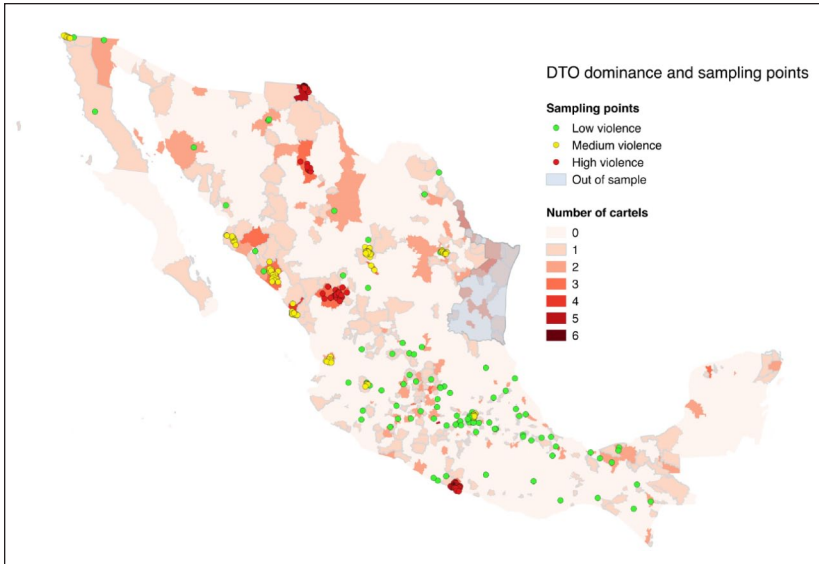 DTO dominance and sampling points
Sampling points
Low violence
Medium violence
High violence
Out of sample
Number of cartels
0
1
2
3
4
5
6